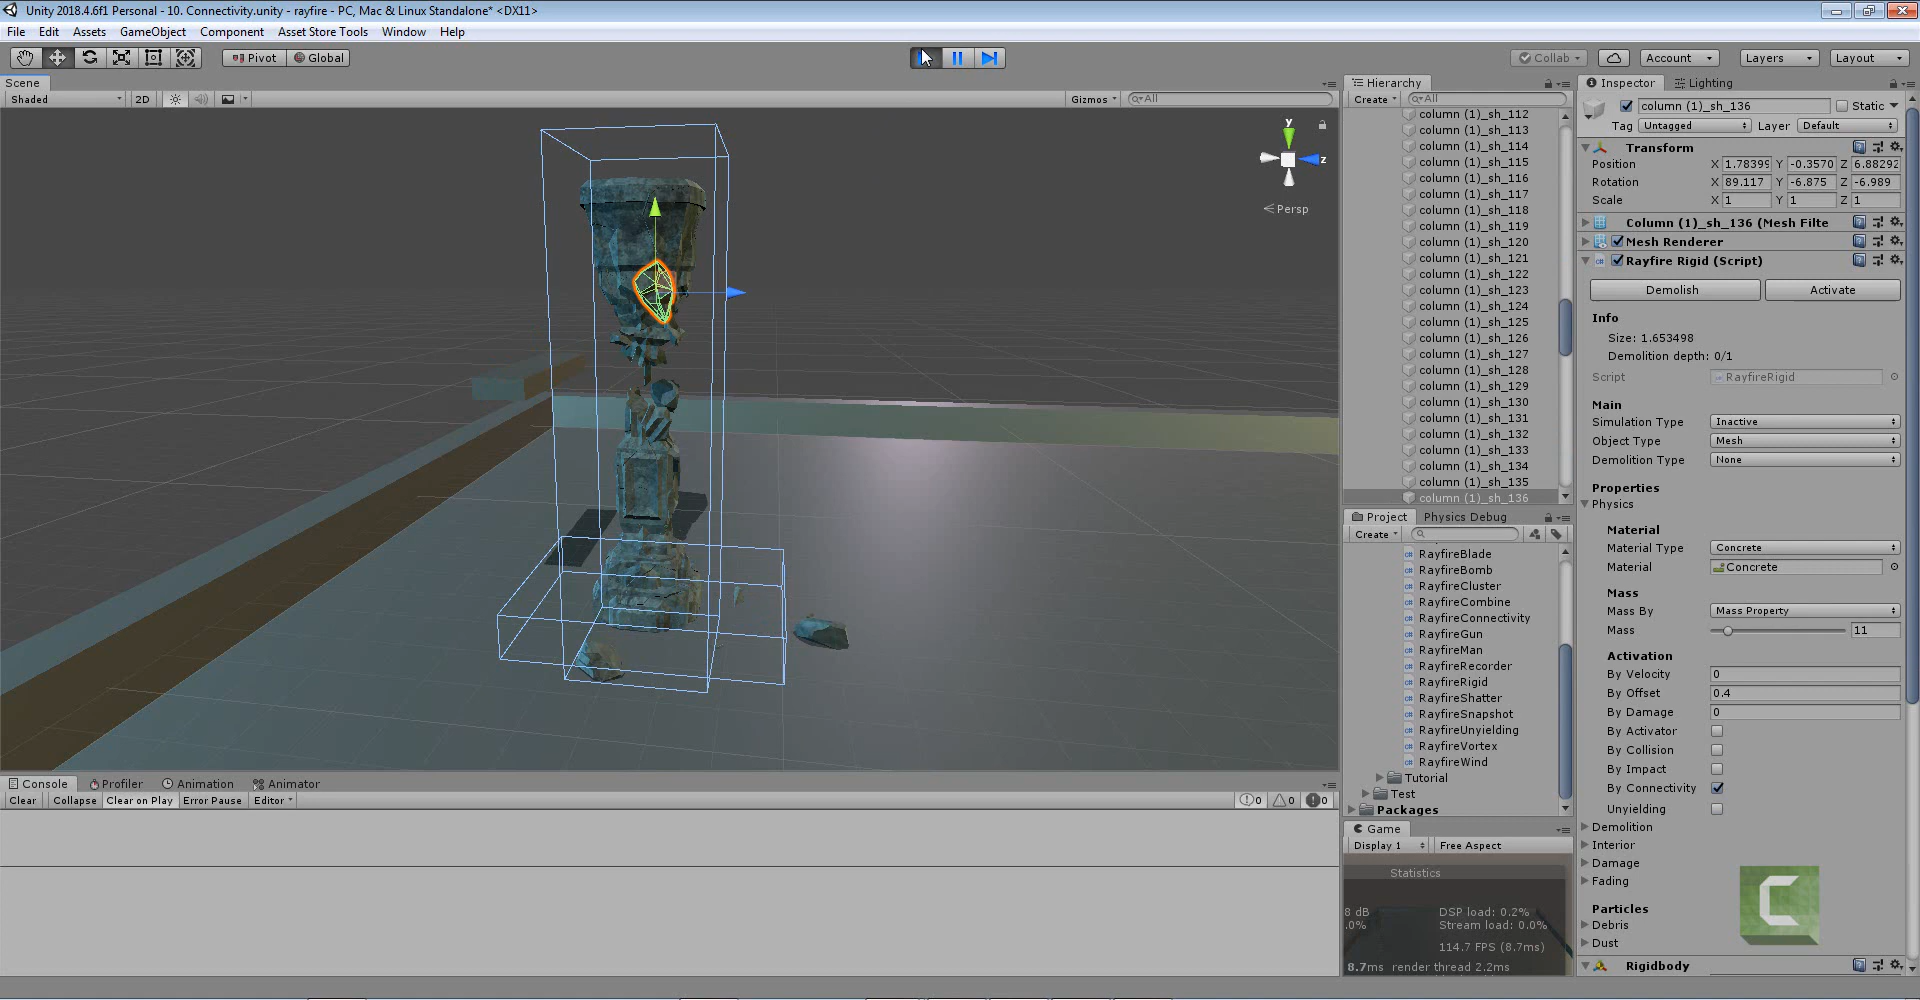 Unity 2018.4.6f1 Personal - 10. Connectivity.unity - rayfire - PC, Mac & Linux Standalone* <DX11>
File Edit Assets GameObject Component Asset Store Tools Window Help
Pivot Global Collab Account Layers Layout
Scene
Shaded 2D Gizmos All
y
z
Persp
Hierarchy
Create All
column (1)_sh_112
column (1)_sh_113
column (1)_sh_114
column (1)_sh_115
column (1)_sh_116
column (1)_sh_117
column (1)_sh_118
column (1)_sh_119
column (1)_sh_120
column (1)_sh_121
column (1)_sh_122
column (1)_sh_123
column (1)_sh_124
column (1)_sh_125
column (1)_sh_126
column (1)_sh_127
column (1)_sh_128
column (1)_sh_129
column (1)_sh_130
column (1)_sh_131
column (1)_sh_132
column (1)_sh_133
column (1)_sh_134
column (1)_sh_135
column (1)_sh_136
Project Physics Debug
Create
RayfireBlade
RayfireBomb
RayfireCluster
RayfireCombine
RayfireConnectivity
RayfireGun
RayfireMan
RayfireRecorder
RayfireRigid
RayfireShatter
RayfireSnapshot
RayfireUnyielding
RayfireVortex
RayfireWind
Tutorial
Test
Packages
Game
Display 1 Free Aspect
Statistics
8 dB DSP load: 0.2%
.0% Stream load: 0.0%
114.7 FPS (8.7ms)
8.7ms render thread 2.2ms
Inspector Lighting
column (1)_sh_136 Static
Tag Untagged Layer Default
Transform
Position X 1.78399 Y -0.3570 Z 6.88292
Rotation X 89.117 Y -6.875 Z -6.989
Scale X 1 Y 1 Z 1
Column (1)_sh_136 (Mesh Filte
Mesh Renderer
Rayfire Rigid (Script)
Demolish Activate
Info
Size: 1.653498
Demolition depth: 0/1
Script RayfireRigid
Main
Simulation Type Inactive
Object Type Mesh
Demolition Type None
Properties
Physics
Material
Material Type Concrete
Material Concrete
Mass
Mass By Mass Property
Mass 11
Activation
By Velocity 0
By Offset 0.4
By Damage 0
By Activator
By Collision
By Impact
By Connectivity
Unyielding
Demolition
Interior
Damage
Fading
Particles
Debris
Dust
Rigidbody
Console Profiler Animation Animator
Clear Collapse Clear on Play Error Pause Editor 0 0 0
C